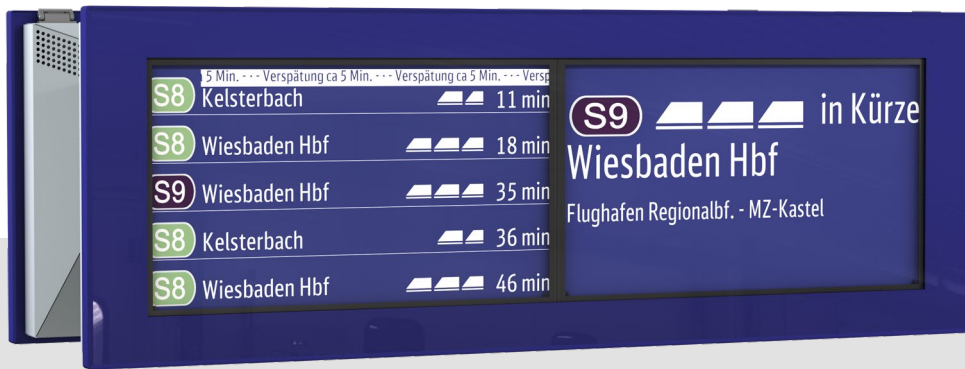 5 Min. - - - Verspätung ca 5 Min. - - - Verspätung ca 5 Min. - - - Versp
S8 Kelsterbach 11 min
S8 Wiesbaden Hbf 18 min
S9 Wiesbaden Hbf 35 min
S8 Kelsterbach 36 min
S8 Wiesbaden Hbf 46 min
S9 in Kürze
Wiesbaden Hbf
Flughafen Regionalbf. - MZ-Kastel